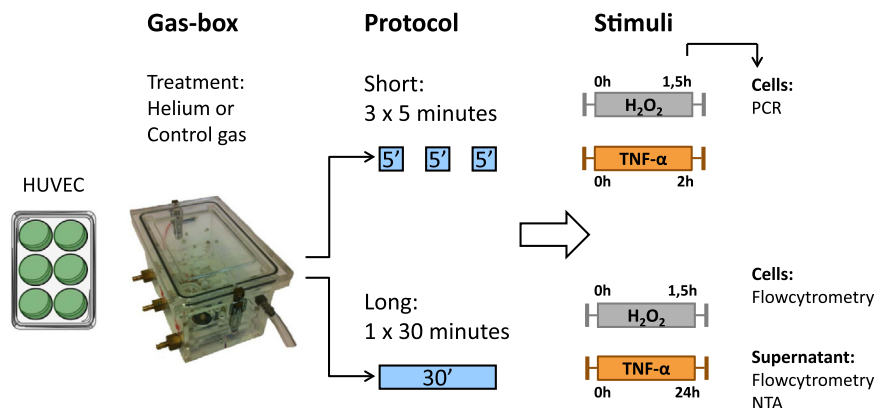 Gas-box
Protocol
Stimuli
Treatment:
Helium or
Control gas
Short:
3 x 5 minutes
5’ 5’ 5’
HUVEC
0h 1,5h
H₂O₂
Cells:
PCR
TNF-α
0h 2h
Long:
1 x 30 minutes
30’
0h 1,5h
H₂O₂
TNF-α
0h 24h
Cells:
Flowcytrometry
Supernatant:
Flowcytrometry
NTA